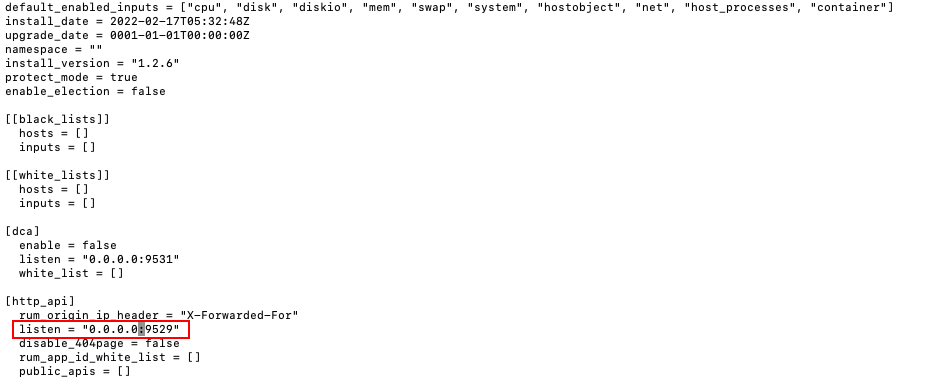 default_enabled_inputs = ["cpu", "disk", "diskio", "mem", "swap", "system", "hostobject", "net", "host_processes", "container"]
install_date = 2022-02-17T05:32:48Z
upgrade_date = 0001-01-01T00:00:00Z
namespace = ""
install_version = "1.2.6"
protect_mode = true
enable_election = false

[[black_lists]]
  hosts = []
  inputs = []

[[white_lists]]
  hosts = []
  inputs = []

[dca]
  enable = false
  listen = "0.0.0.0:9531"
  white_list = []

[http_api]
  rum_origin_ip_header = "X-Forwarded-For"
  listen = "0.0.0.0:9529"
  disable_404page = false
  rum_app_id_white_list = []
  public_apis = []